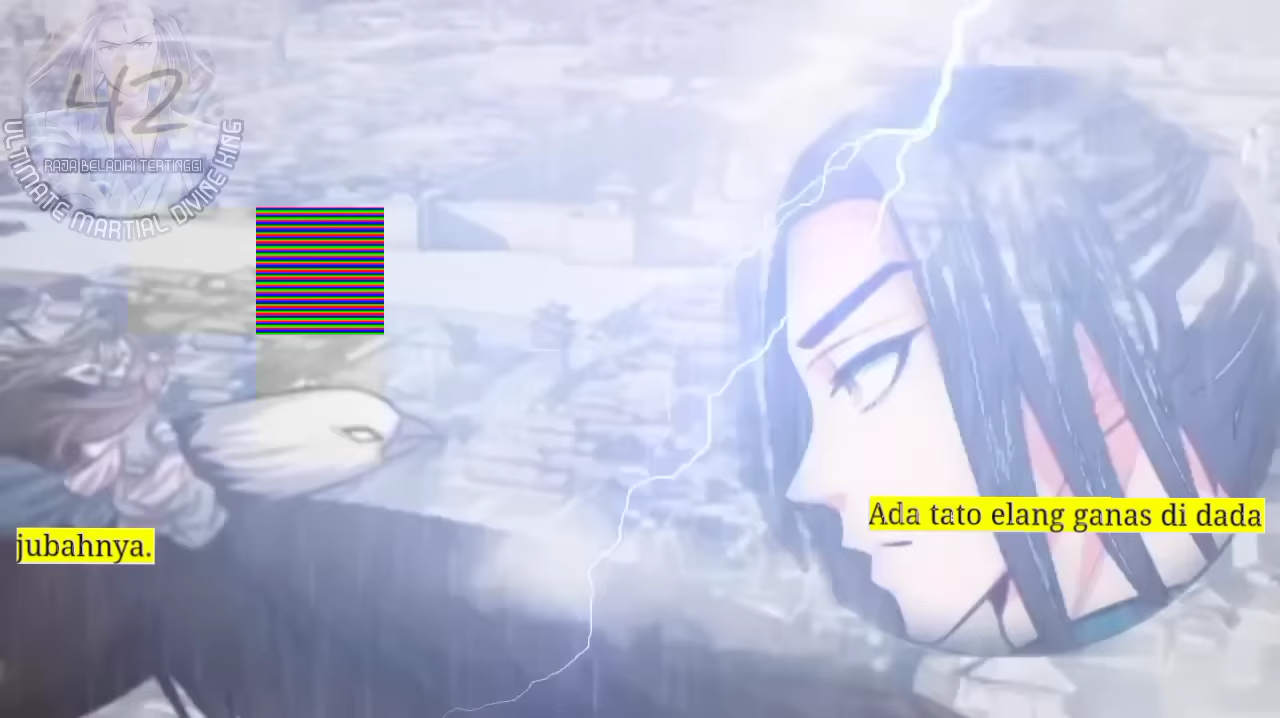 42
RAJA BELADIRI TERTINGGI
ULTIMATE MARTIAL DIVINE KING
Ada tato elang ganas di dada
jubahnya.